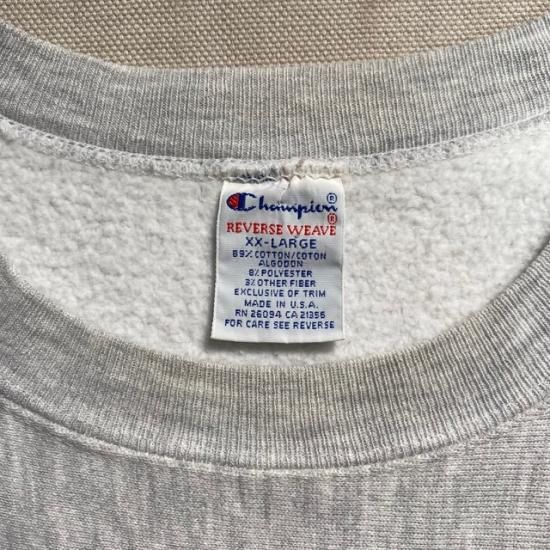 Champion®
REVERSE WEAVE®
XX-LARGE
89% COTTON/COTON
ALGODON
8% POLYESTER
3% OTHER FIBER
EXCLUSIVE OF TRIM
MADE IN U.S.A.
RN 26094 CA 21356
FOR CARE SEE REVERSE